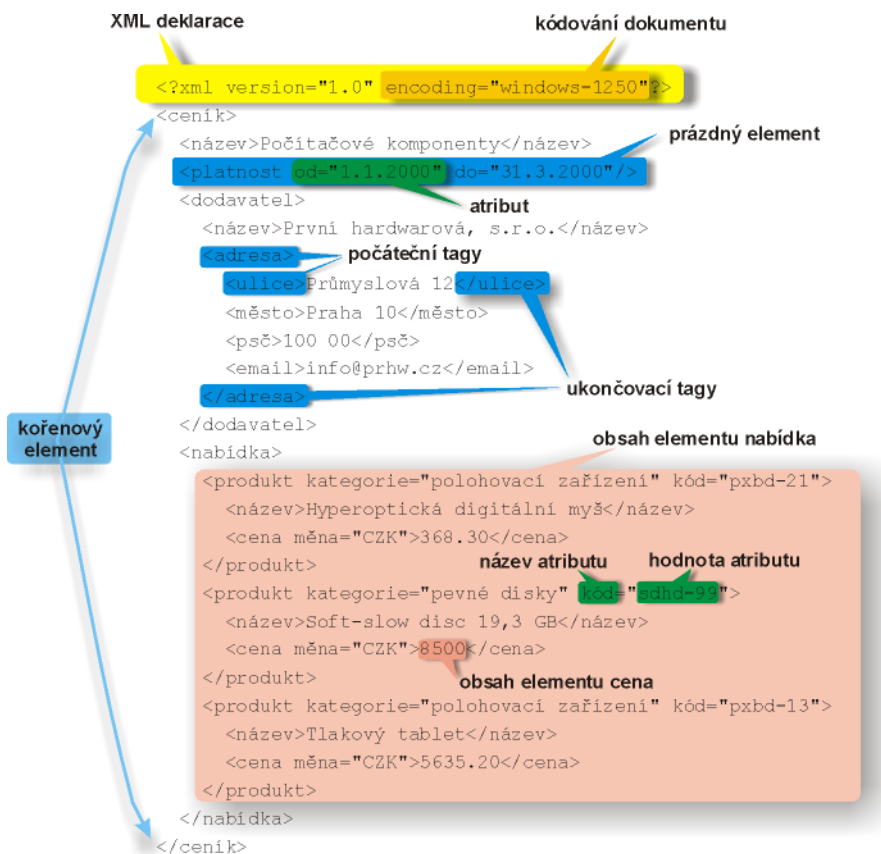 XML deklarace
kódování dokumentu
<?xml version="1.0" encoding="windows-1250"?>
<ceník>
prázdný element
<název>Počítačové komponenty</název>
<platnost od="1.1.2000" do="31.3.2000"/>
atribut
<dodavatel>
<název>První hardwarová, s.r.o.</název>
počáteční tagy
<adresa>
<ulice>Průmyslová 12</ulice>
<město>Praha 10</město>
<psč>100 00</psč>
<email>info@prhw.cz</email>
ukončovací tagy
</adresa>
kořenový
element
</dodavatel>
obsah elementu nabídka
<nabídka>
<produkt kategorie="polohovací zařízení" kód="pxbd-21">
<název>Hyperoptická digitální myš</název>
<cena měna="CZK">368.30</cena>
</produkt>
název atributu
hodnota atributu
<produkt kategorie="pevné disky" kód="sdhd-99">
<název>Soft-slow disc 19,3 GB</název>
<cena měna="CZK">8500</cena>
</produkt>
obsah elementu cena
<produkt kategorie="polohovací zařízení" kód="pxbd-13">
<název>Tlakový tablet</název>
<cena měna="CZK">5635.20</cena>
</produkt>
</nabídka>
</ceník>